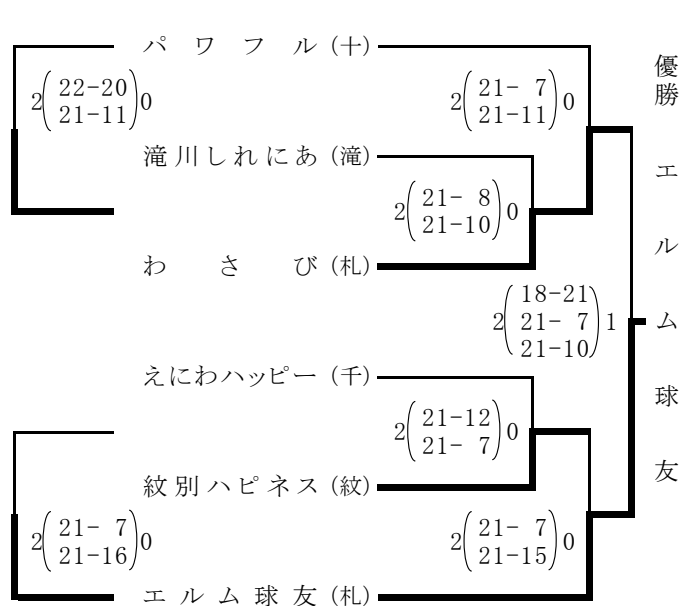 パワフル (十)
2(22-20 21-11)0
2(21- 7 21-11)0
滝川しれにあ (滝)
2(21- 8 21-10)0
わさび (札)
2(18-21 21- 7 21-10)1
えにわハッピー (千)
2(21-12 21- 7)0
紋別ハピネス (紋)
2(21- 7 21-16)0
2(21- 7 21-15)0
エルム球友 (札)
優勝 エルム球友